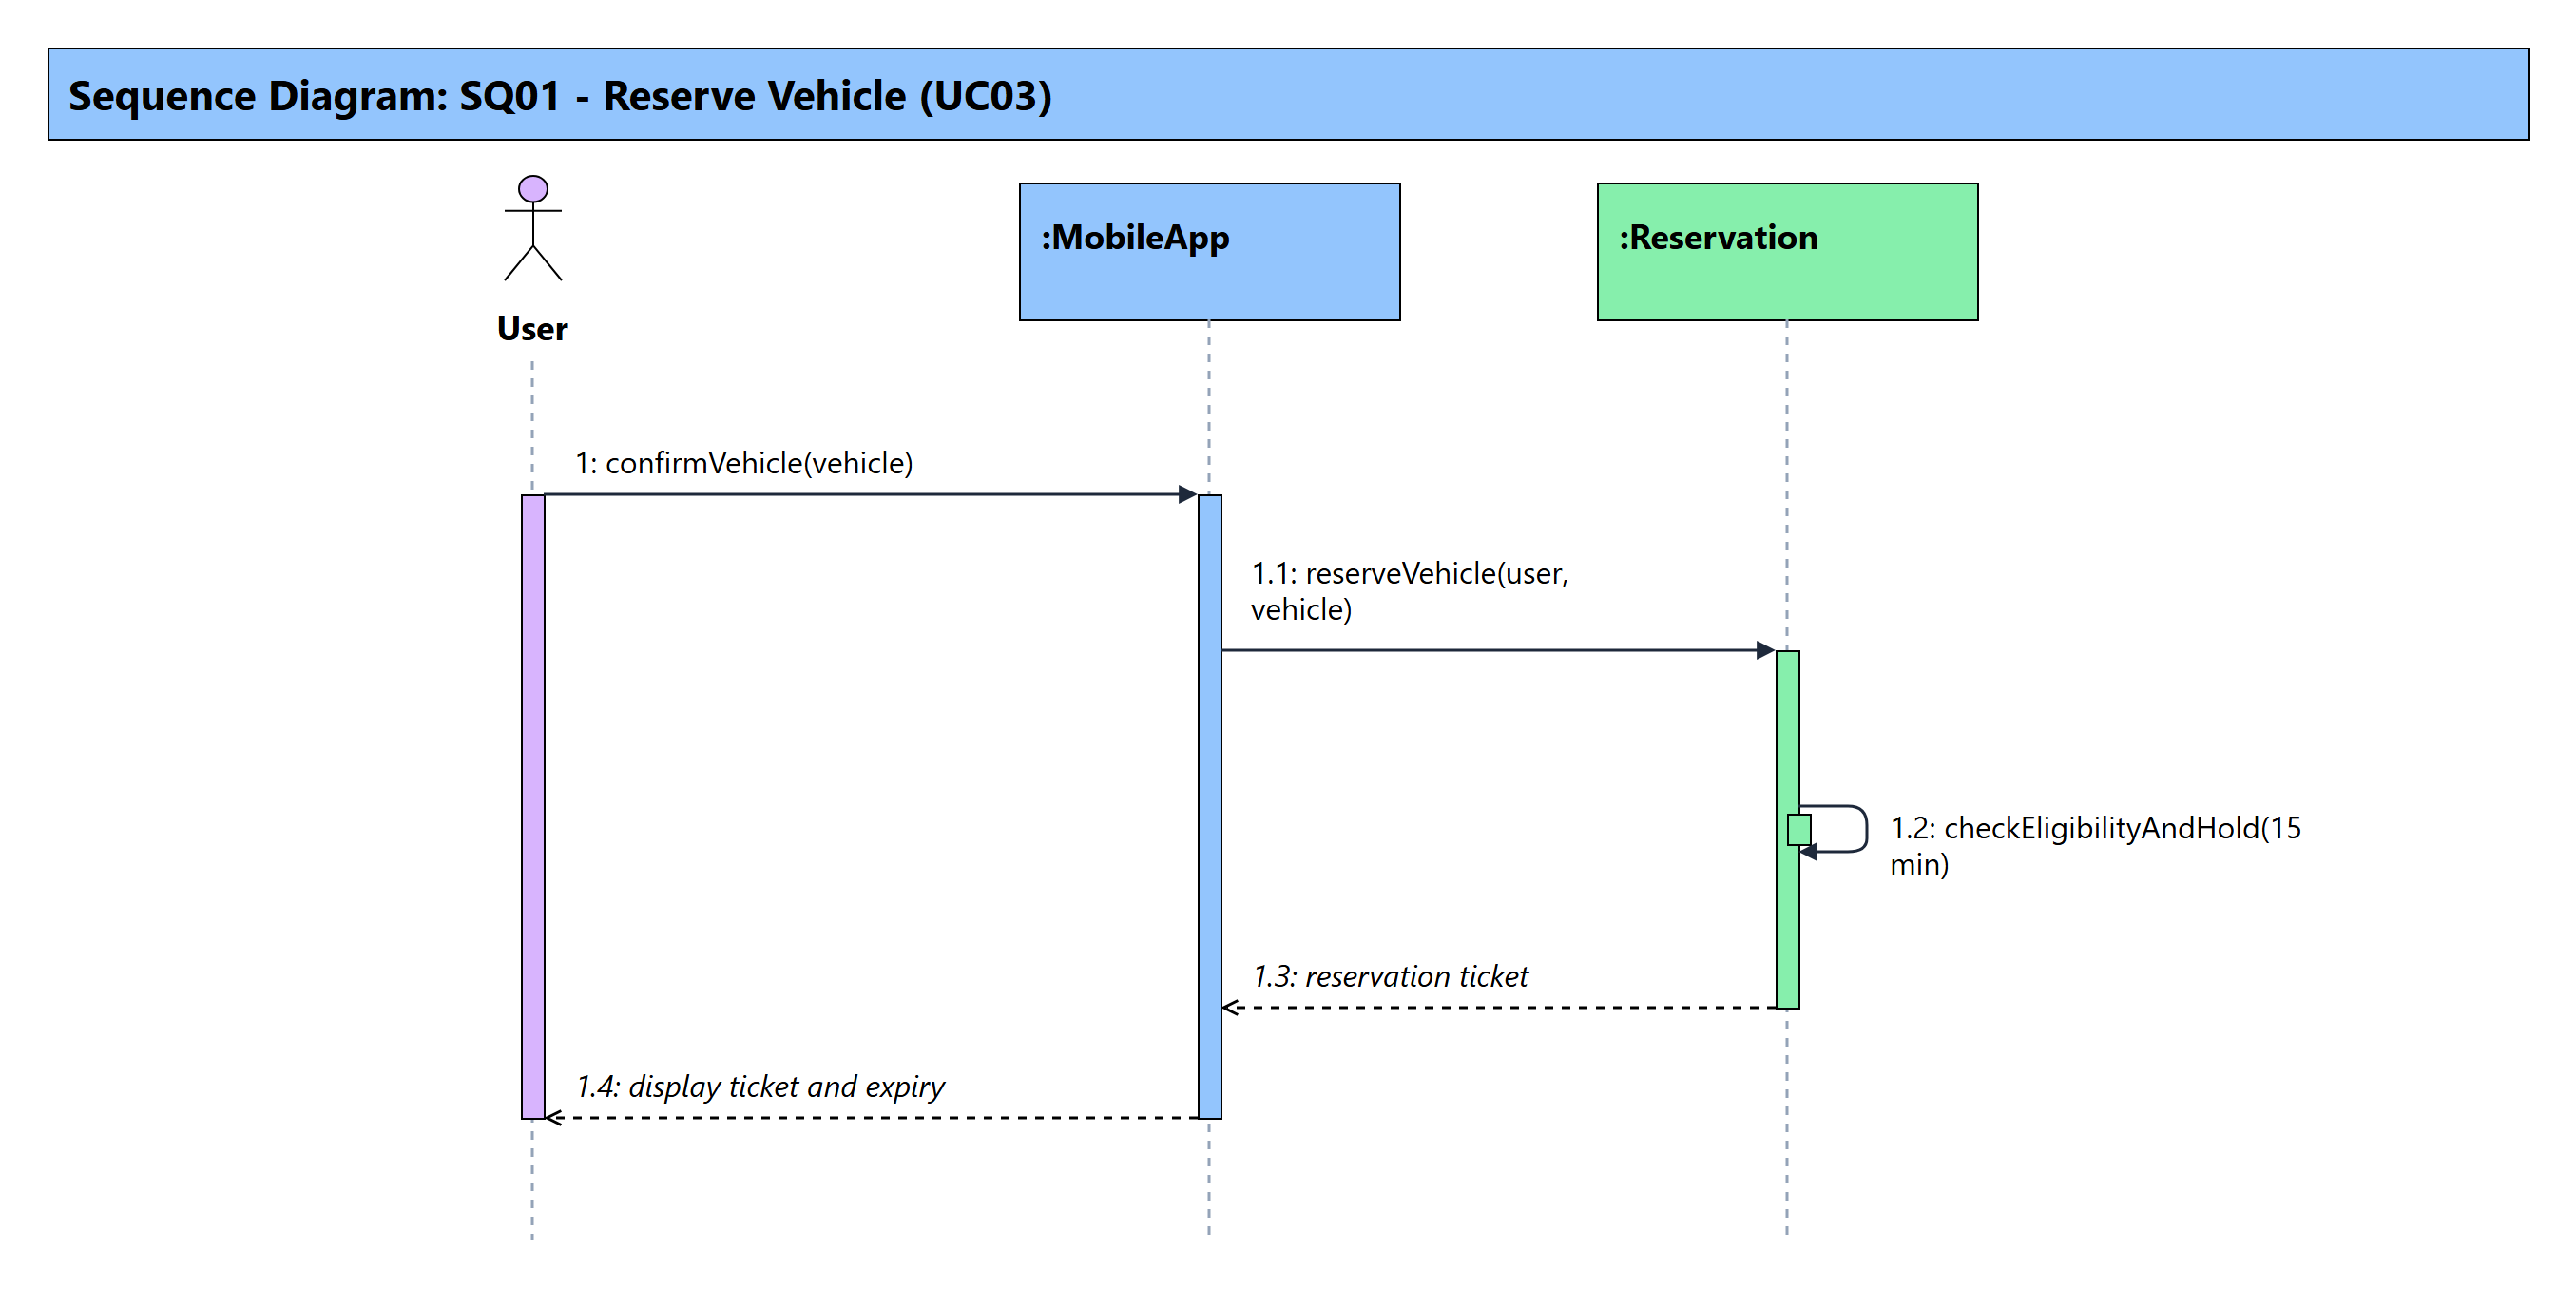 Sequence Diagram: SQ01 - Reserve Vehicle (UC03)
User
:MobileApp
:Reservation
1: confirmVehicle(vehicle)
1.1: reserveVehicle(user,
vehicle)
1.2: checkEligibilityAndHold(15
min)
1.3: reservation ticket
1.4: display ticket and expiry